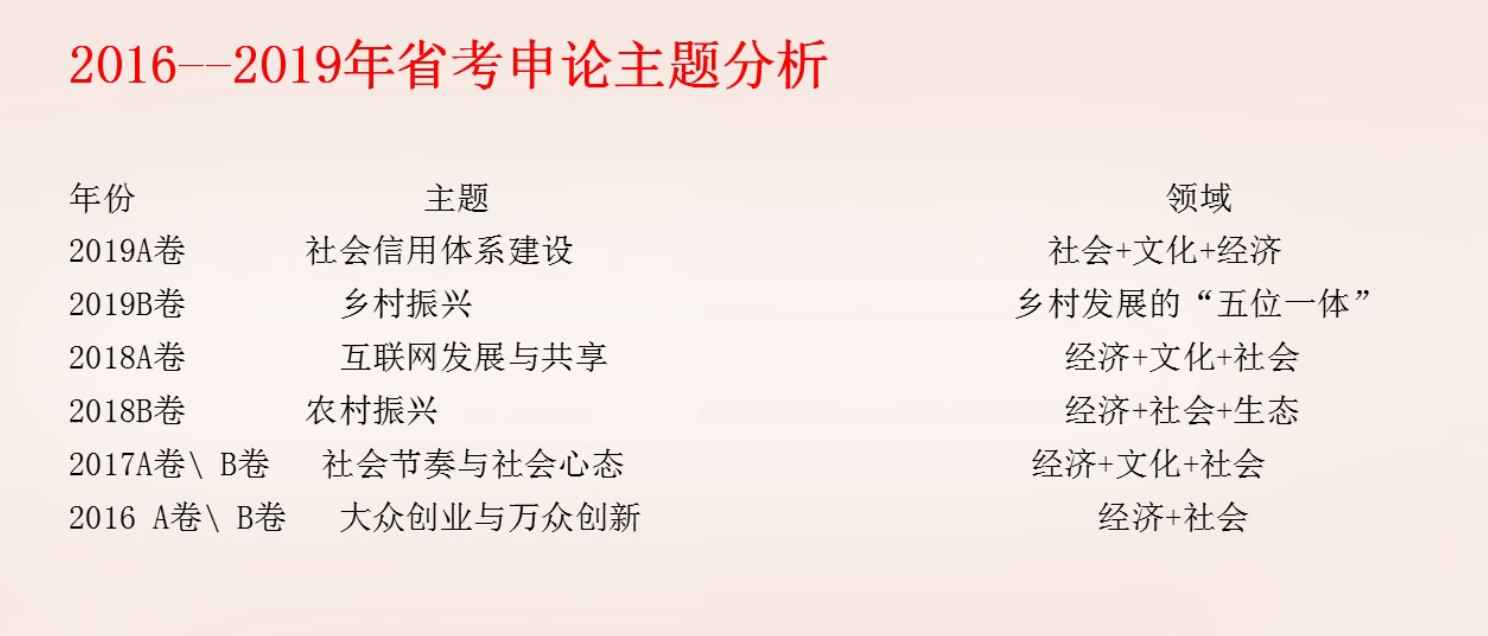 2016--2019年省考申论主题分析
年份 主题 领域
2019A卷 社会信用体系建设 社会+文化+经济
2019B卷 乡村振兴 乡村发展的“五位一体”
2018A卷 互联网发展与共享 经济+文化+社会
2018B卷 农村振兴 经济+社会+生态
2017A卷\ B卷 社会节奏与社会心态 经济+文化+社会
2016 A卷\ B卷 大众创业与万众创新 经济+社会